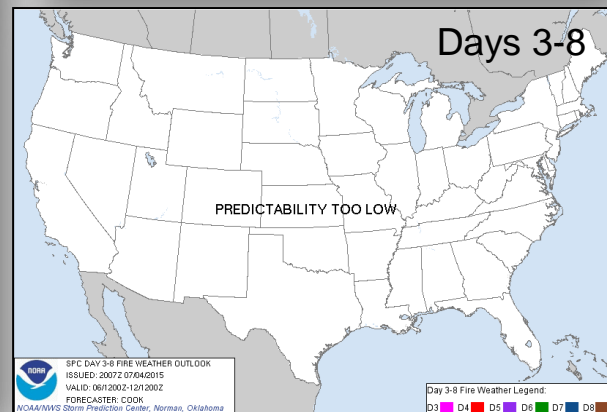 Days 3-8
PREDICTABILITY TOO LOW
NOAA
SPC DAY 3-8 FIRE WEATHER OUTLOOK
ISSUED: 2007Z 07/04/2015
VALID: 06/1200Z-12/1200Z
FORECASTER: COOK
NOAA/NWS Storm Prediction Center, Norman, Oklahoma
Day 3-8 Fire Weather Legend:
D3 D4 D5 D6 D7 D8